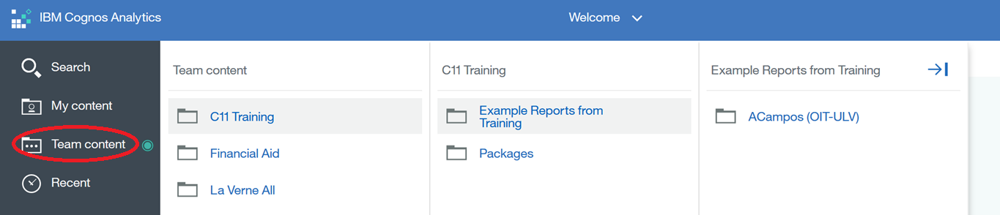 IBM Cognos Analytics
Welcome
Search
My content
Team content
Recent
Team content
C11 Training
Financial Aid
La Verne All
C11 Training
Example Reports from
Training
Packages
Example Reports from Training
ACampos (OIT-ULV)